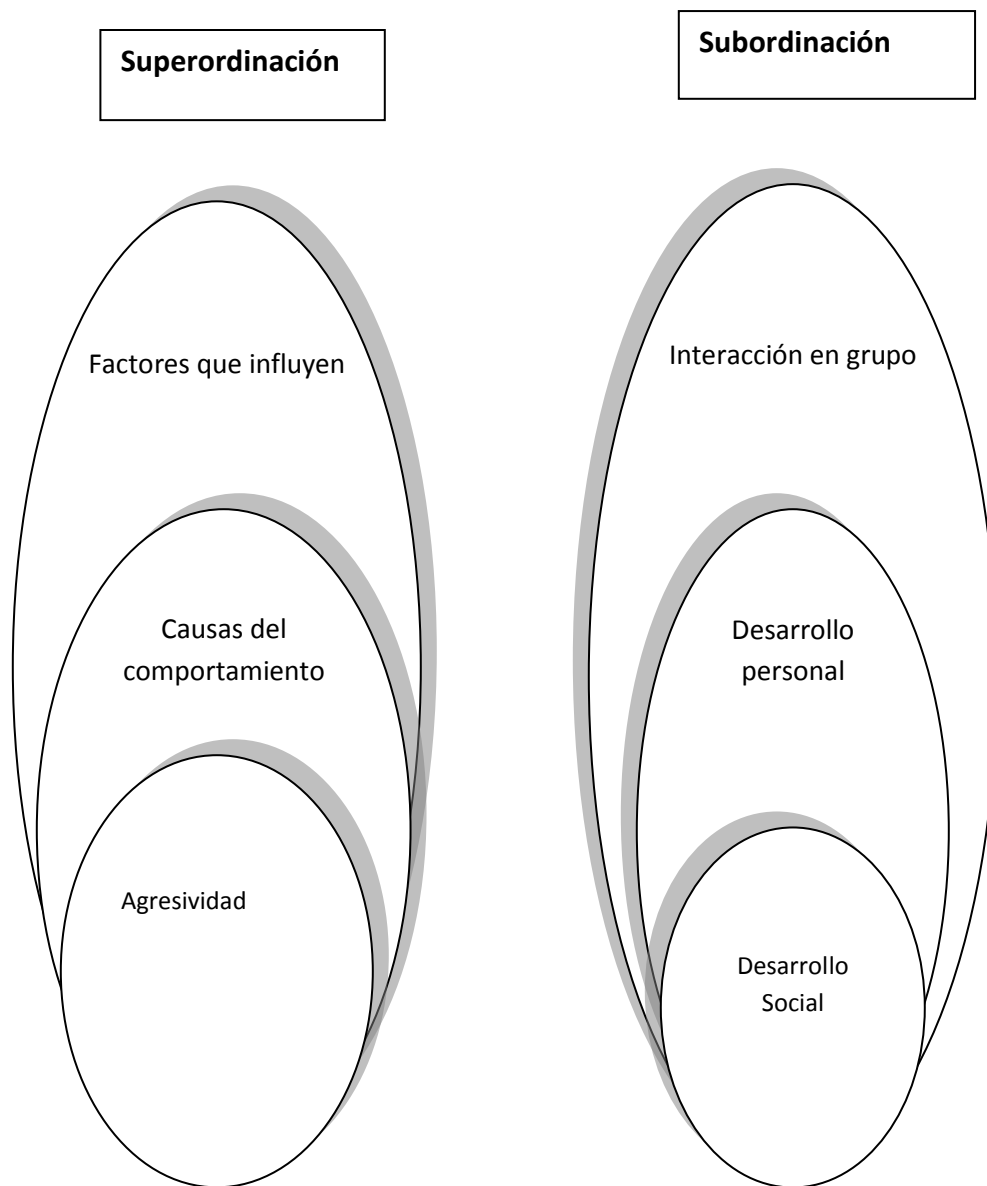 Superordinación
Subordinación
Factores que influyen
Interacción en grupo
Causas del
comportamiento
Desarrollo
personal
Agresividad
Desarrollo
Social